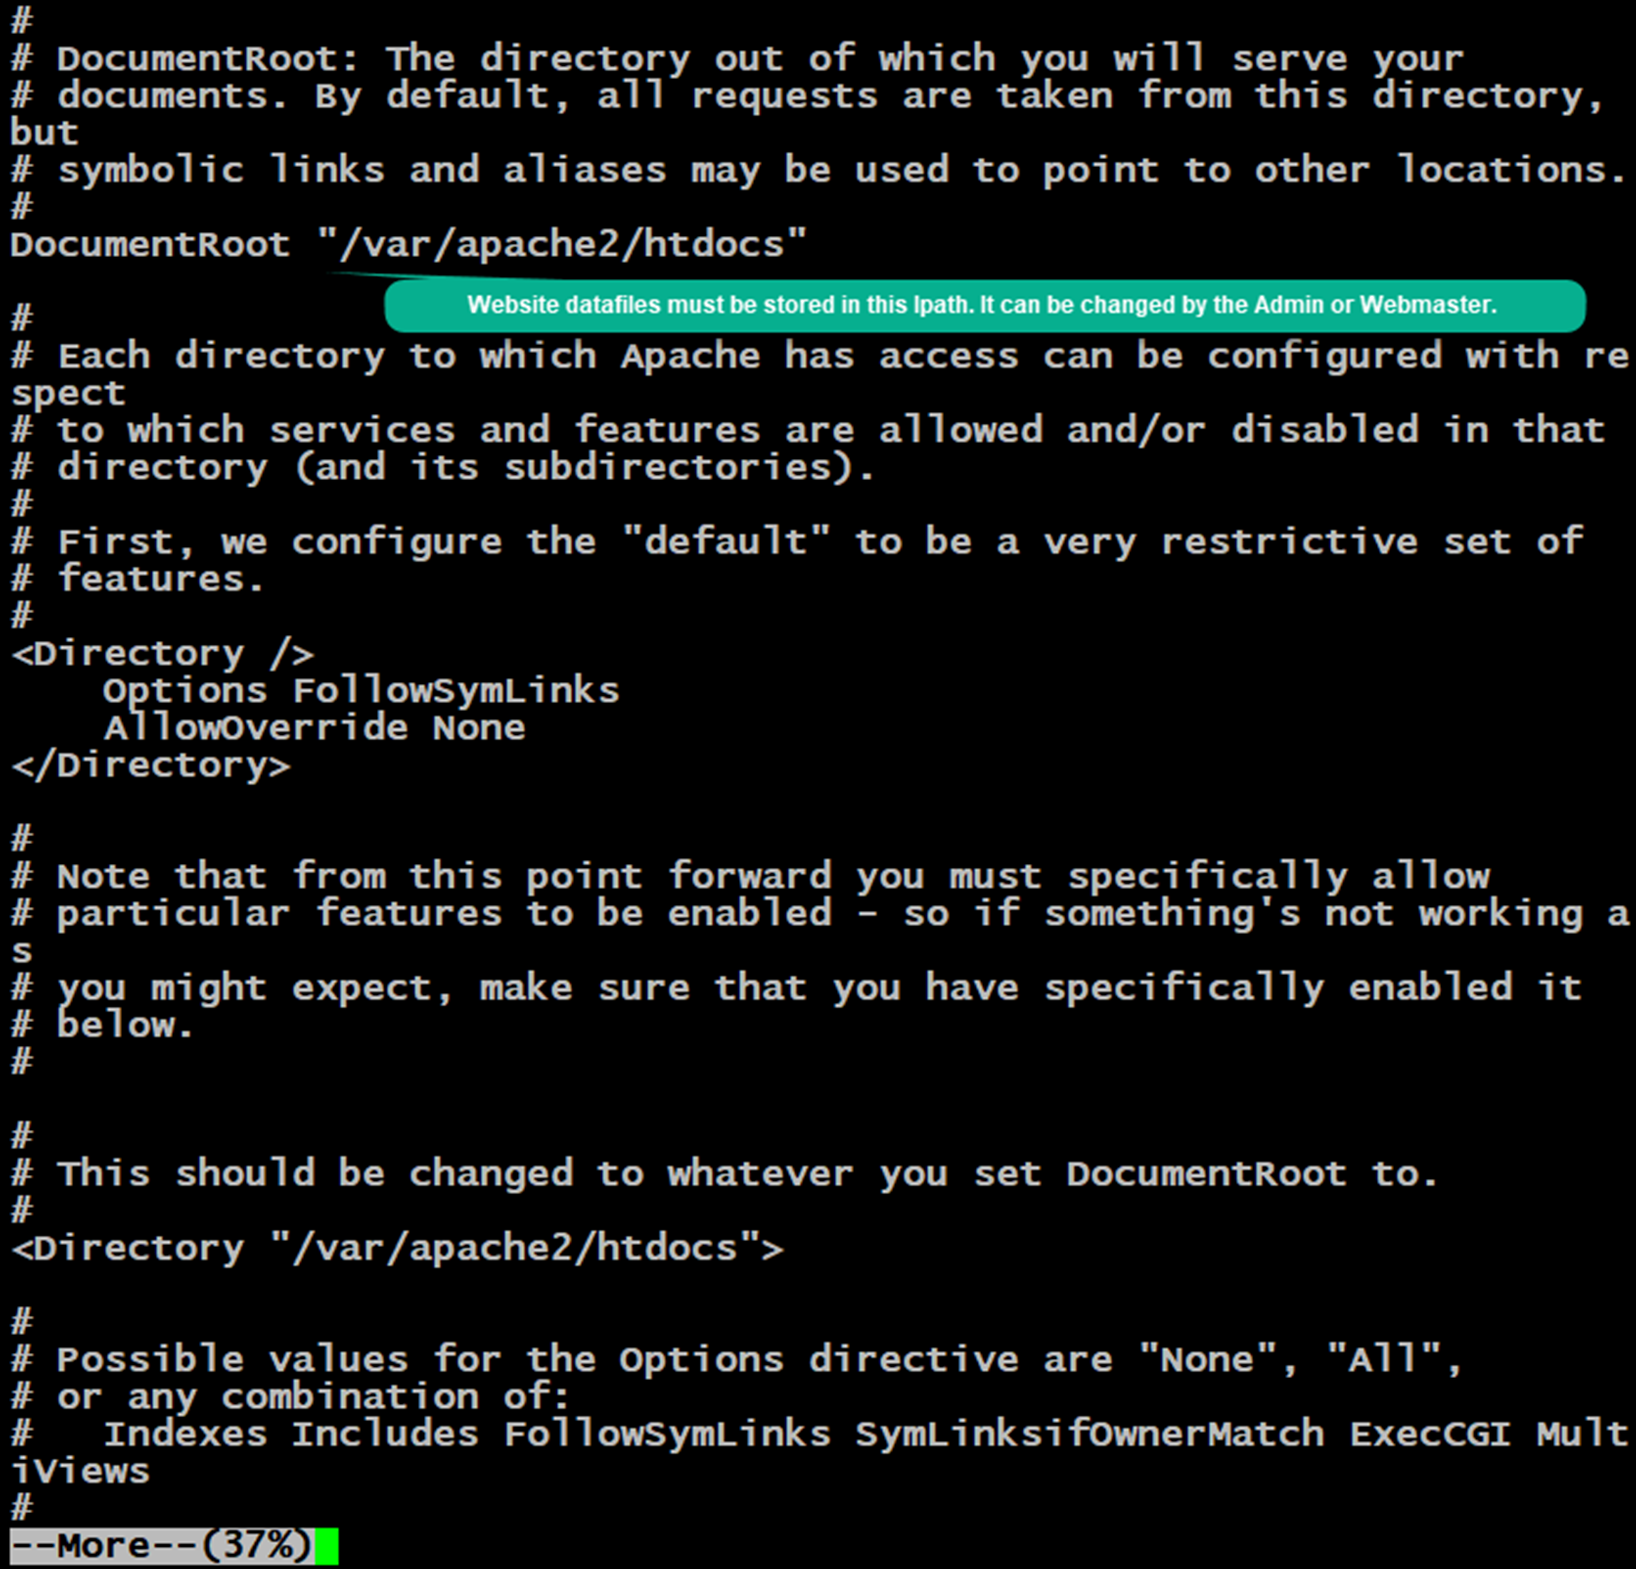 #
# DocumentRoot: The directory out of which you will serve your
# documents. By default, all requests are taken from this directory,
but
# symbolic links and aliases may be used to point to other locations.
#
DocumentRoot "/var/apache2/htdocs"
Website datafiles must be stored in this lpath. It can be changed by the Admin or Webmaster.
#
# Each directory to which Apache has access can be configured with re
spect
# to which services and features are allowed and/or disabled in that
# directory (and its subdirectories).
#
# First, we configure the "default" to be a very restrictive set of
# features.
#
<Directory />
    Options FollowSymLinks
    AllowOverride None
</Directory>
#
# Note that from this point forward you must specifically allow
# particular features to be enabled - so if something's not working a
s
# you might expect, make sure that you have specifically enabled it
# below.
#
#
# This should be changed to whatever you set DocumentRoot to.
#
<Directory "/var/apache2/htdocs">
#
# Possible values for the Options directive are "None", "All",
# or any combination of:
#   Indexes Includes FollowSymLinks SymLinksifOwnerMatch ExecCGI Mult
iViews
#
--More--(37%)